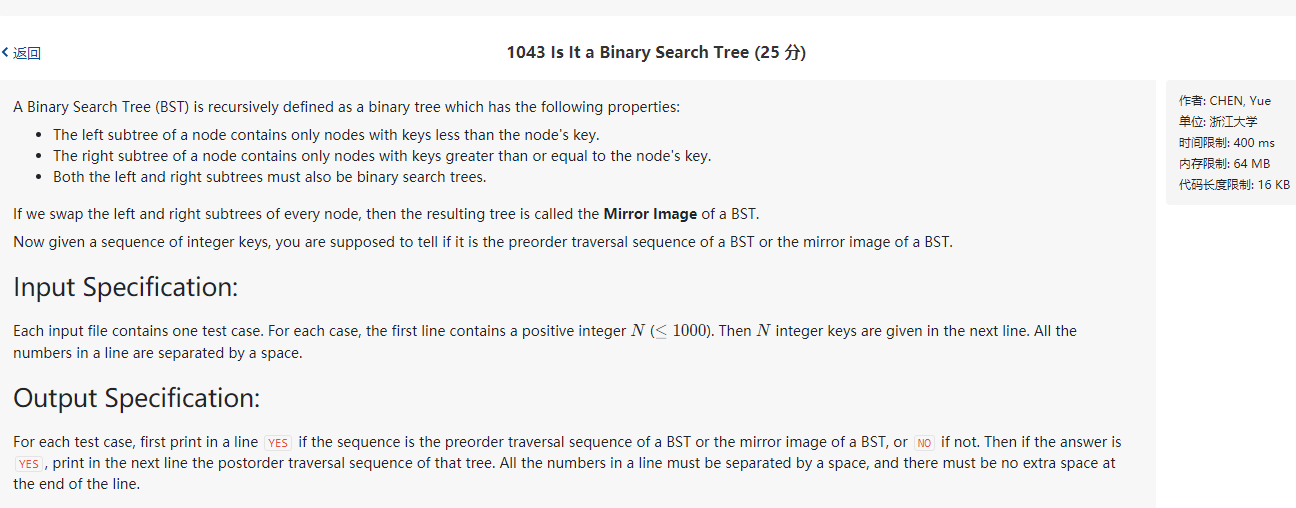 返回
1043 Is It a Binary Search Tree (25 分)
A Binary Search Tree (BST) is recursively defined as a binary tree which has the following properties:
• The left subtree of a node contains only nodes with keys less than the node's key.
• The right subtree of a node contains only nodes with keys greater than or equal to the node's key.
• Both the left and right subtrees must also be binary search trees.
If we swap the left and right subtrees of every node, then the resulting tree is called the Mirror Image of a BST.
Now given a sequence of integer keys, you are supposed to tell if it is the preorder traversal sequence of a BST or the mirror image of a BST.
Input Specification:
Each input file contains one test case. For each case, the first line contains a positive integer N (≤ 1000). Then N integer keys are given in the next line. All the
numbers in a line are separated by a space.
Output Specification:
For each test case, first print in a line YES if the sequence is the preorder traversal sequence of a BST or the mirror image of a BST, or NO if not. Then if the answer is
YES , print in the next line the postorder traversal sequence of that tree. All the numbers in a line must be separated by a space, and there must be no extra space at
the end of the line.
作者: CHEN, Yue
单位: 浙江大学
时间限制: 400 ms
内存限制: 64 MB
代码长度限制: 16 KB